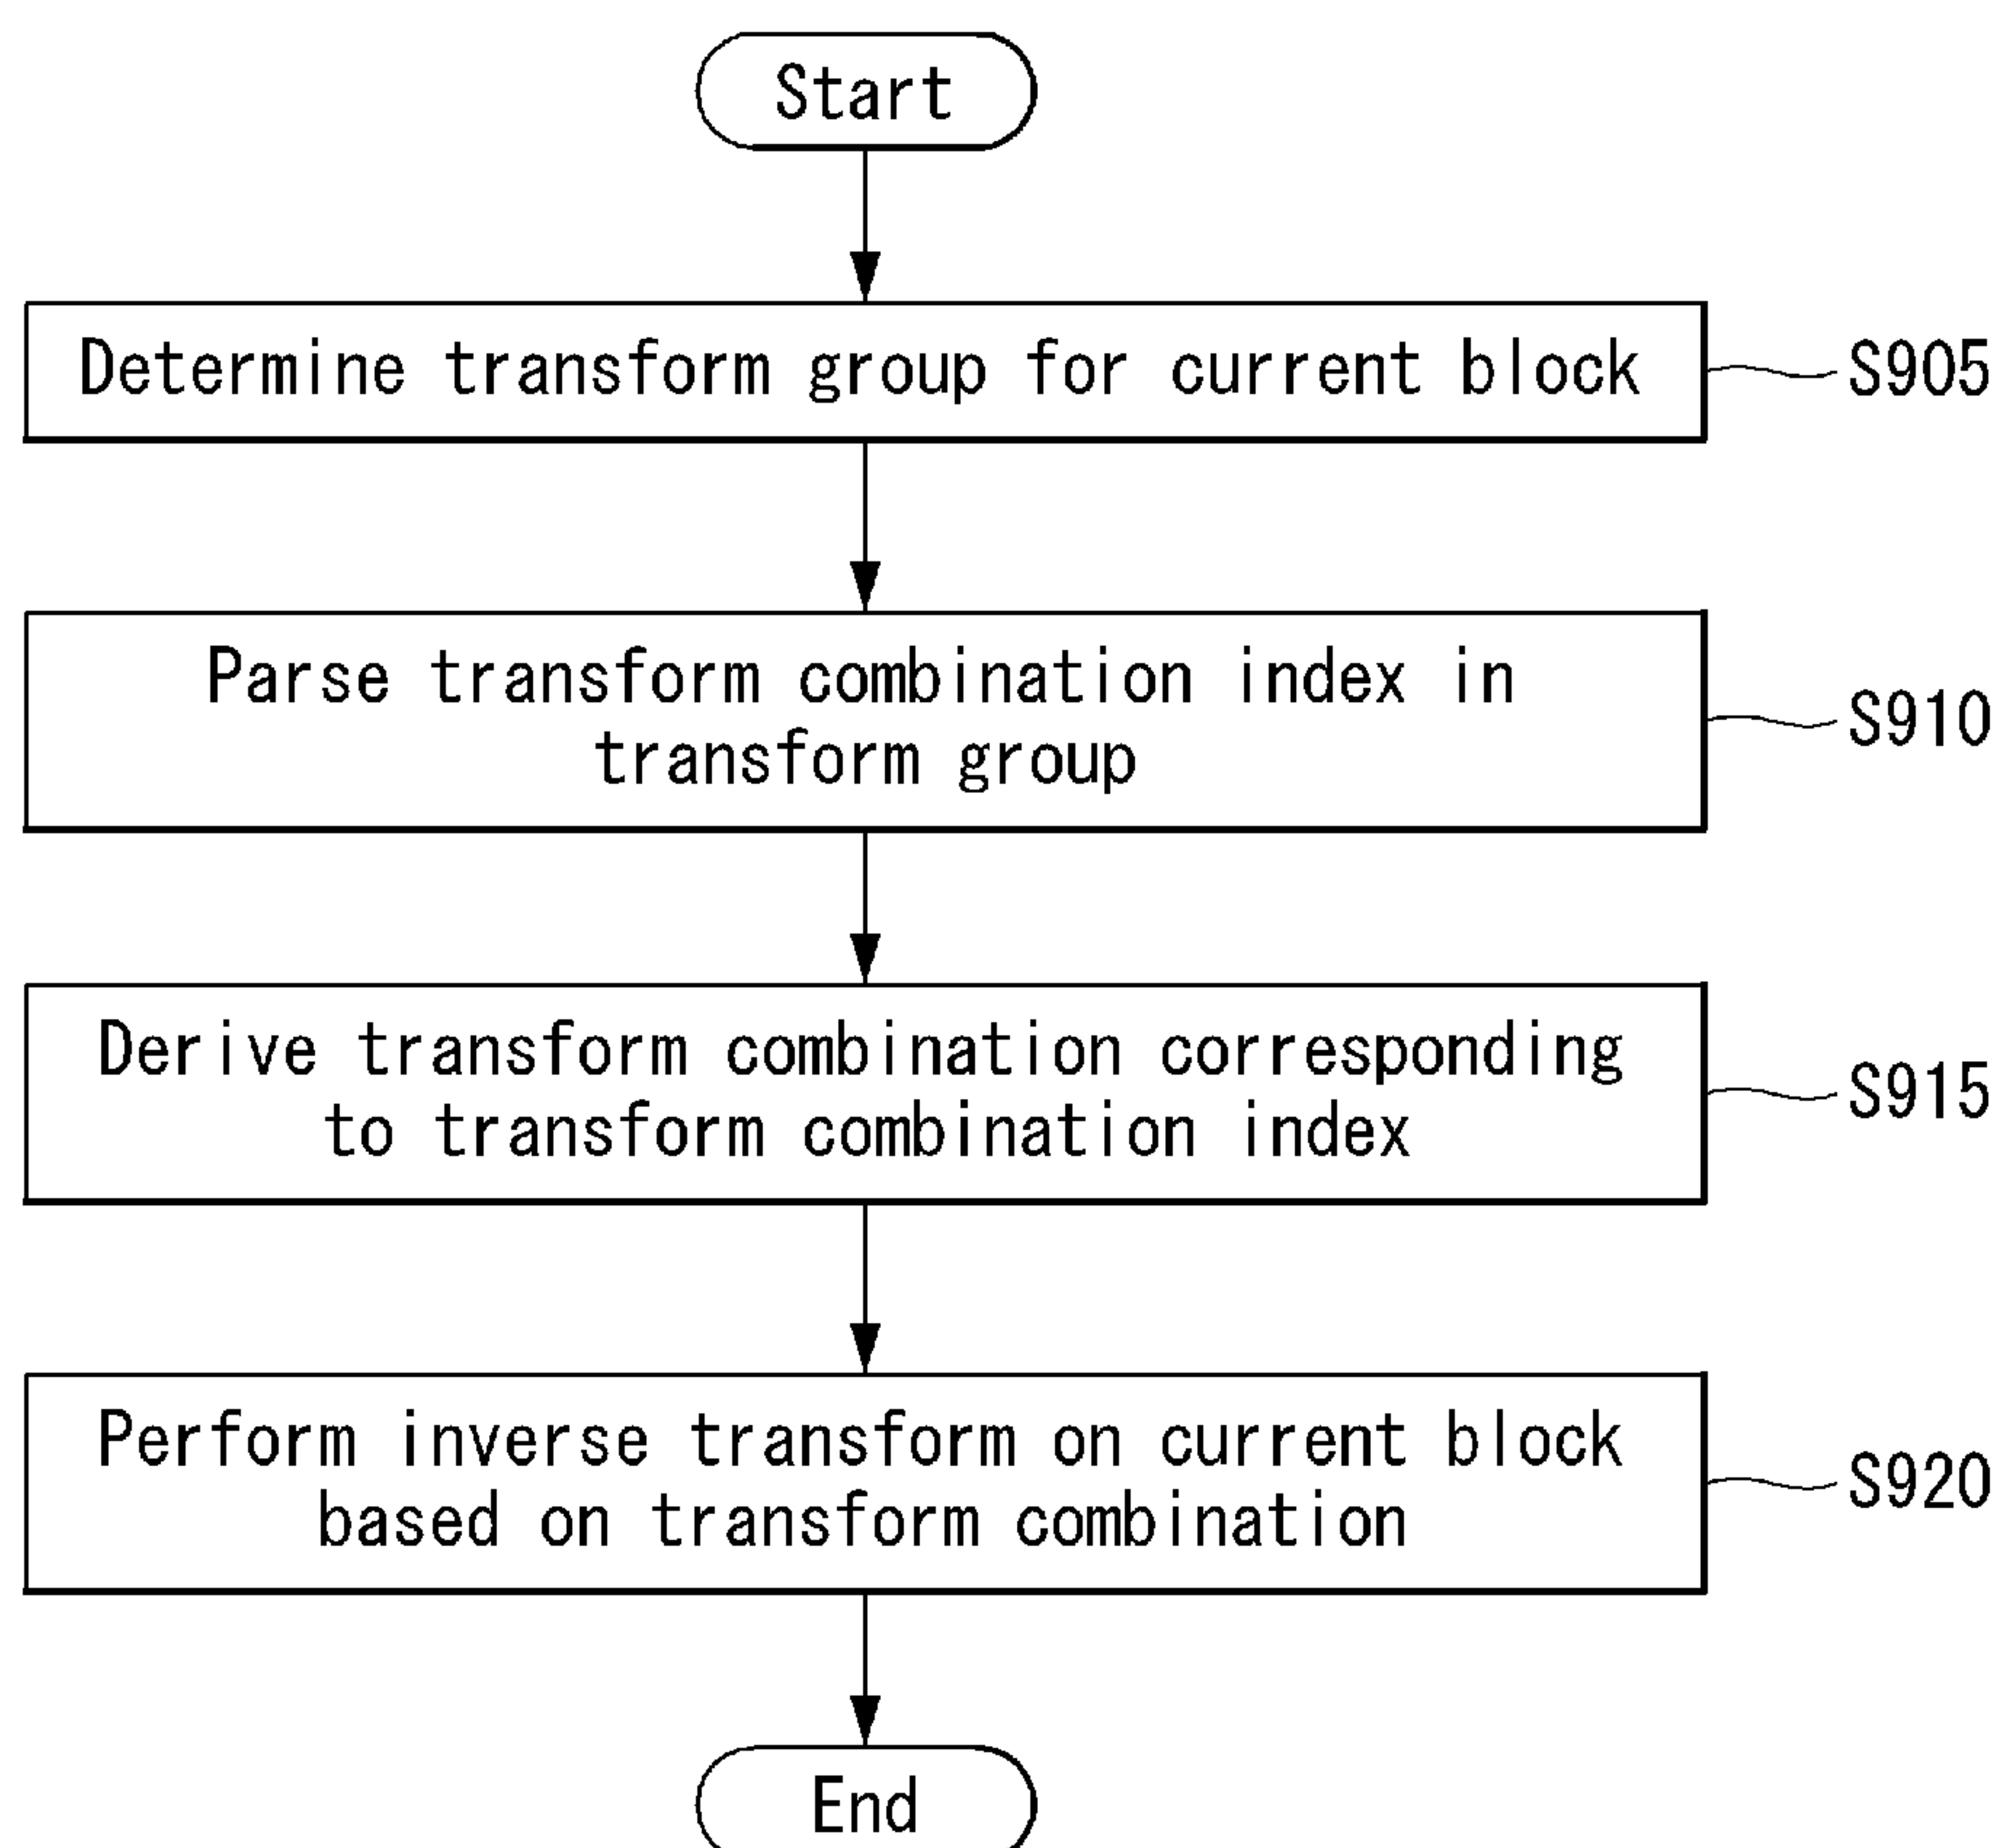 Start
Determine transform group for current block
S905
Parse transform combination index in
transform group
S910
Derive transform combination corresponding
to transform combination index
S915
Perform inverse transform on current block
based on transform combination
S920
End